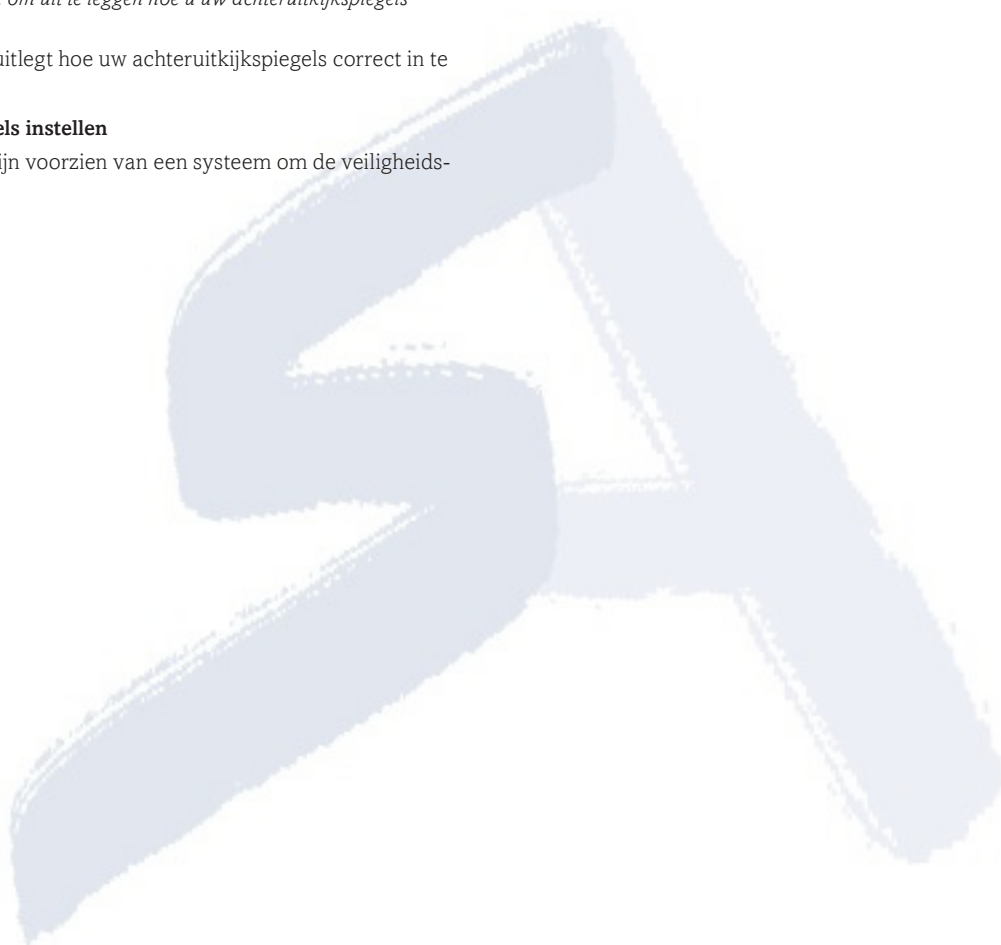 om uit te leggen hoe u uw achteruitkijkspiegels
uitlegt hoe uw achteruitkijkspiegels correct in te
els instellen
ijn voorzien van een systeem om de veiligheids-
SA